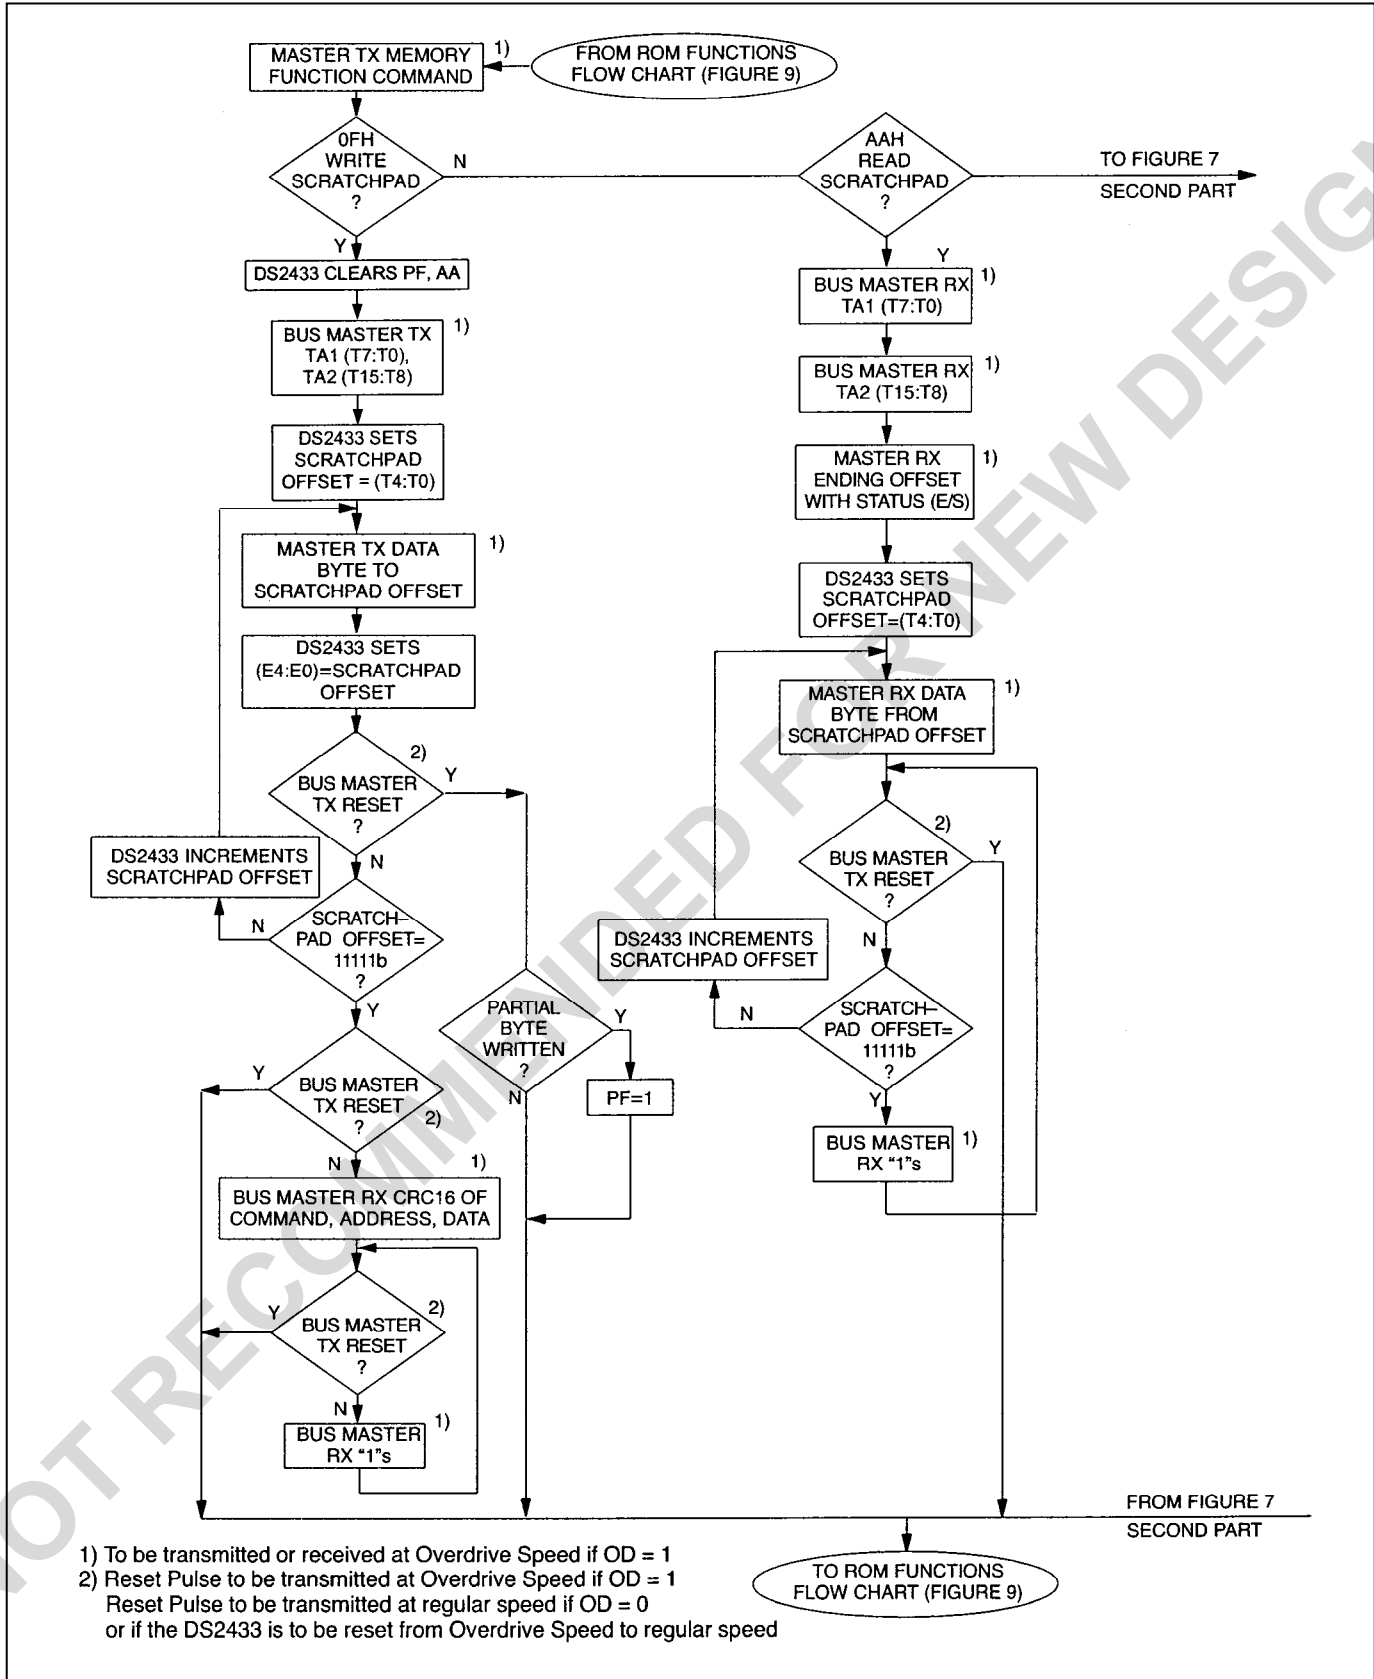 MASTER TX MEMORY
FUNCTION COMMAND
1)
FROM ROM FUNCTIONS
FLOW CHART (FIGURE 9)
0FH
WRITE
SCRATCHPAD
?
N
Y
AAH
READ
SCRATCHPAD
?
TO FIGURE 7
SECOND PART
Y
DS2433 CLEARS PF, AA
BUS MASTER TX
TA1 (T7:T0),
TA2 (T15:T8)
1)
DS2433 SETS
SCRATCHPAD
OFFSET = (T4:T0)
MASTER TX DATA
BYTE TO
SCRATCHPAD OFFSET
1)
DS2433 SETS
(E4:E0)=SCRATCHPAD
OFFSET
BUS MASTER
TX RESET
?
2)
Y
N
DS2433 INCREMENTS
SCRATCHPAD OFFSET
SCRATCH–
PAD OFFSET=
11111b
?
N
Y
PARTIAL
BYTE
WRITTEN
?
Y
N
PF=1
BUS MASTER
TX RESET
?
2)
Y
N
BUS MASTER RX CRC16 OF
COMMAND, ADDRESS, DATA
1)
BUS MASTER
TX RESET
?
2)
Y
N
BUS MASTER
RX “1”s
1)
BUS MASTER RX
TA1 (T7:T0)
1)
BUS MASTER RX
TA2 (T15:T8)
1)
MASTER RX
ENDING OFFSET
WITH STATUS (E/S)
1)
DS2433 SETS
SCRATCHPAD
OFFSET=(T4:T0)
MASTER RX DATA
BYTE FROM
SCRATCHPAD OFFSET
1)
BUS MASTER
TX RESET
?
2)
Y
N
DS2433 INCREMENTS
SCRATCHPAD OFFSET
SCRATCH–
PAD OFFSET=
11111b
?
N
Y
BUS MASTER
RX “1”s
1)
FROM FIGURE 7
SECOND PART
TO ROM FUNCTIONS
FLOW CHART (FIGURE 9)
1) To be transmitted or received at Overdrive Speed if OD = 1
2) Reset Pulse to be transmitted at Overdrive Speed if OD = 1
Reset Pulse to be transmitted at regular speed if OD = 0
or if the DS2433 is to be reset from Overdrive Speed to regular speed
NOT RECOMMENDED FOR NEW DESIGN